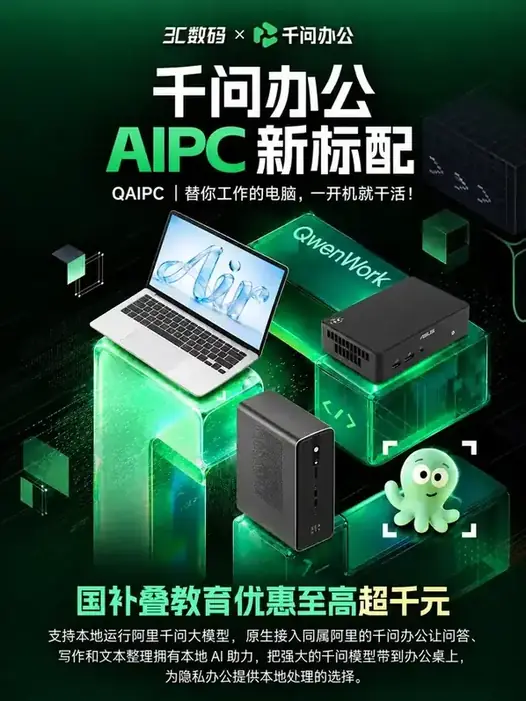 3C数码 × 千问办公
千问办公
AIPC 新标配
QAIPC | 替你工作的电脑，一开机就干活！
QwenWork
Air
ASUS
</!>
国补叠教育优惠至高超千元
支持本地运行阿里千问大模型，原生接入同属阿里的千问办公让问答、
写作和文本整理拥有本地 AI 助力，把强大的千问模型带到办公桌上，
为隐私办公提供本地处理的选择。